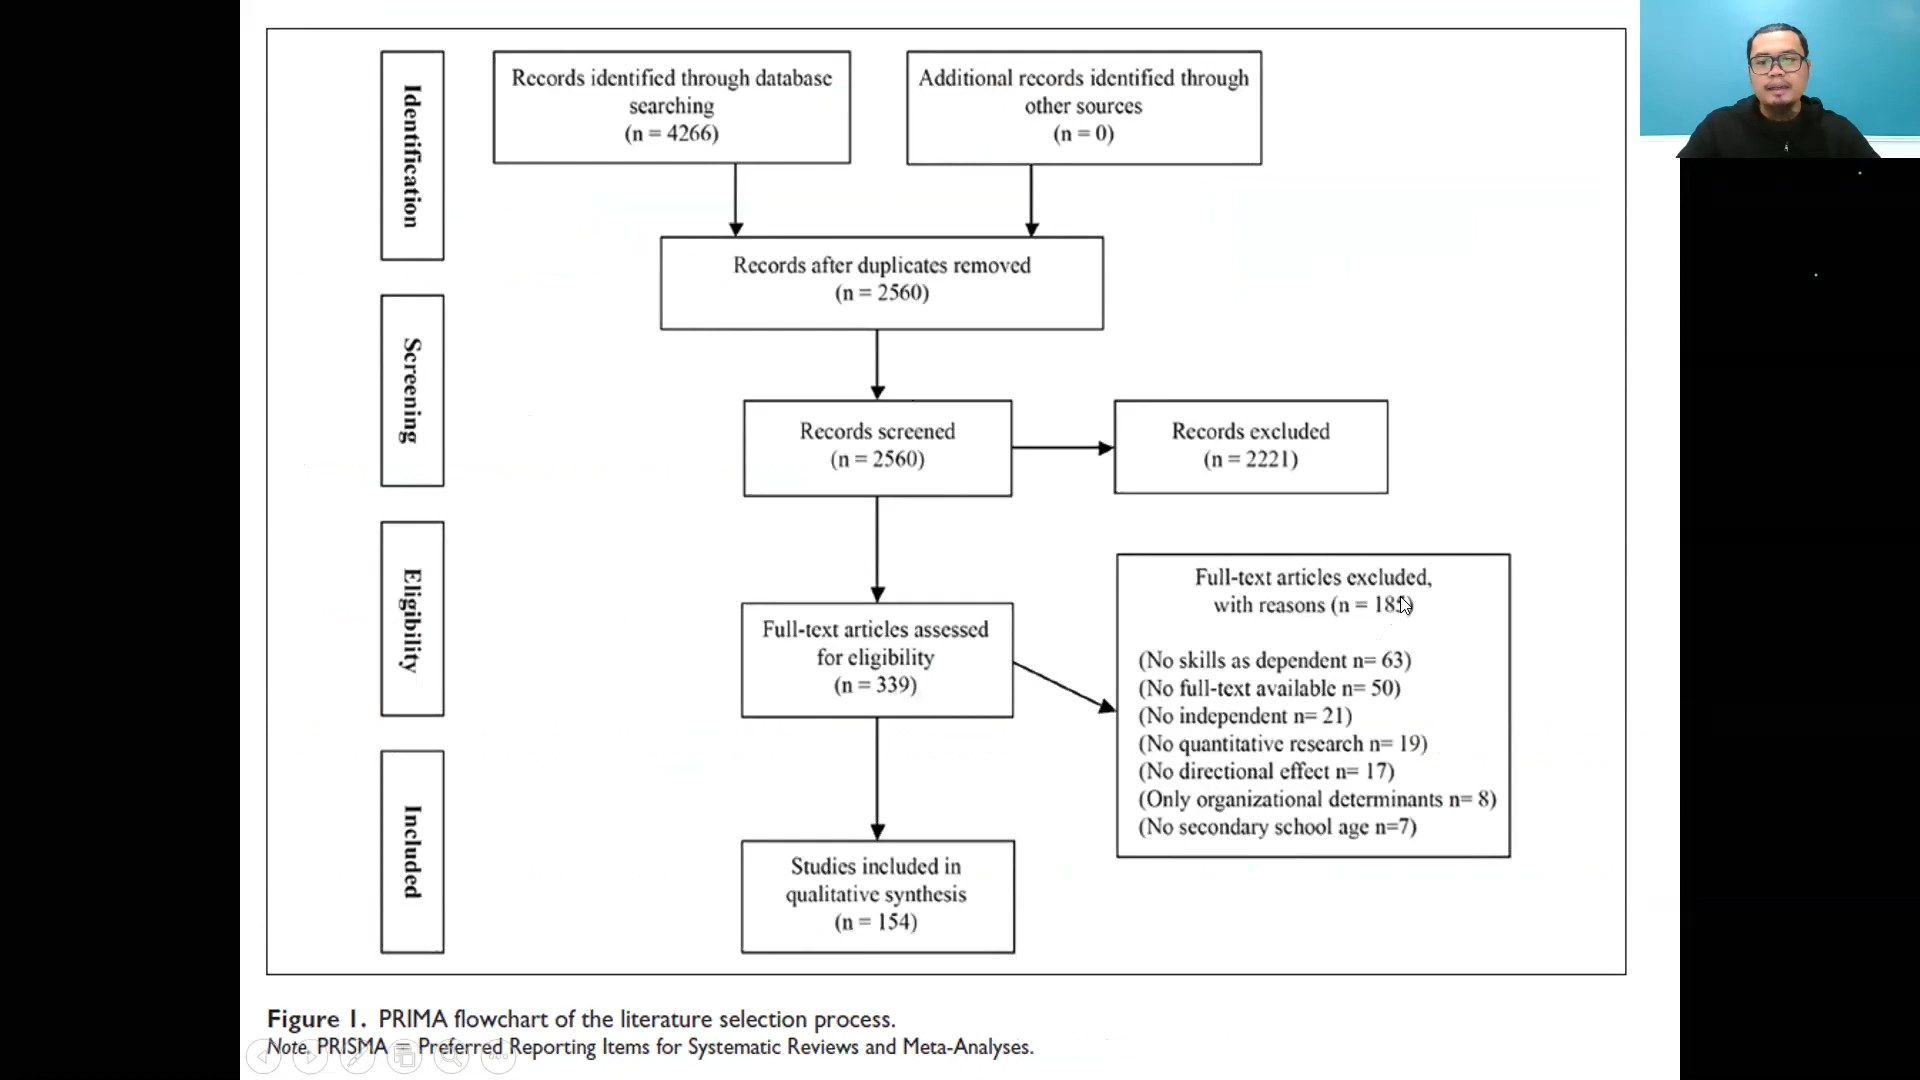 Identification
Records identified through database
searching
(n = 4266)
Additional records identified through
other sources
(n = 0)
Records after duplicates removed
(n = 2560)
Screening
Records screened
(n = 2560)
Records excluded
(n = 2221)
Eligibility
Full-text articles assessed
for eligibility
(n = 339)
Full-text articles excluded,
with reasons (n = 185)
(No skills as dependent n= 63)
(No full-text available n= 50)
(No independent n= 21)
(No quantitative research n= 19)
(No directional effect n= 17)
(Only organizational determinants n= 8)
(No secondary school age n=7)
Included
Studies included in
qualitative synthesis
(n = 154)
Figure 1. PRIMA flowchart of the literature selection process.
Note. PRISMA = Preferred Reporting Items for Systematic Reviews and Meta-Analyses.